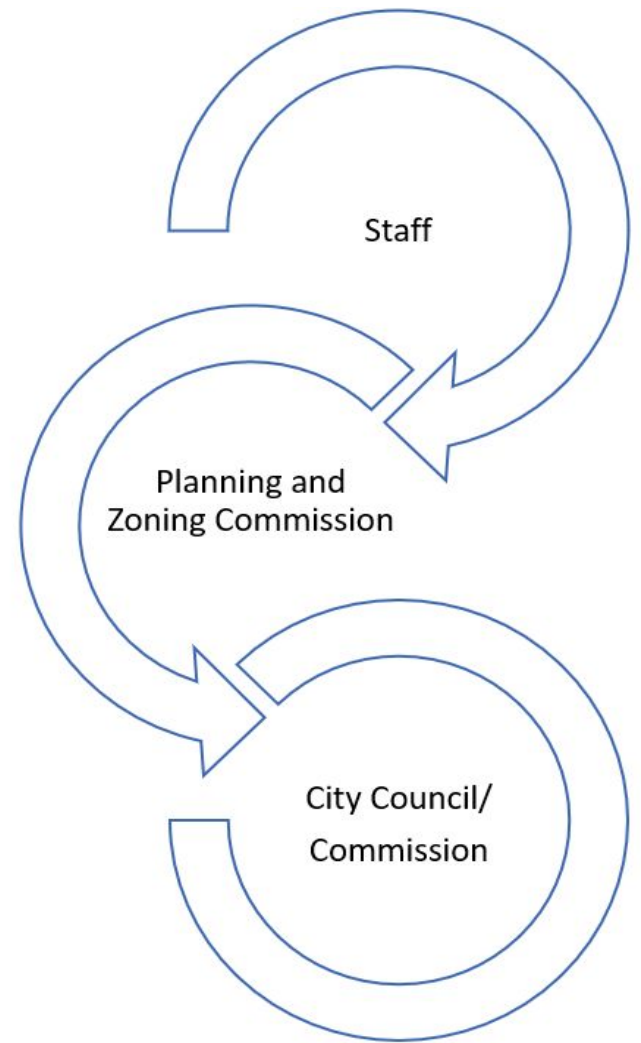 Staff
Planning and
Zoning Commission
City Council/
Commission